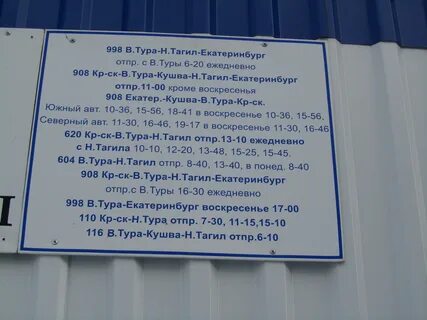 998 В.Тура-Н.Тагил-Екатеринбург
отпр. с В.Туры 6-20 ежедневно
908 Кр-ск-В.Тура-Кушва-Н.Тагил-Екатеринбург
отпр.11-00 кроме воскресенья
908 Екатер.-Кушва-В.Тура-Кр-ск.
Южный авт. 10-36, 15-56, 18-41 в воскресенье 10-36, 15-56.
Северный авт. 11-30, 16-46, 19-17 в воскресенье 11-30, 16-46
620 Кр-ск-В.Тура-Н.Тагил отпр.13-10 ежедневно
с Н.Тагила 10-10, 12-20, 13-48, 15-25, 15-45.
604 В.Тура-Н.Тагил отпр. 8-40, 13-40, в понед. 8-40
908 Кр-ск-В.Тура-Н.Тагил-Екатеринбург
отпр.с В.Туры 16-30 ежедневно
998 В.Тура-Екатеринбург воскресенье 17-00
110 Кр-ск-Н.Тура отпр. 7-30, 11-15,15-10
116 В.Тура-Кушва-Н.Тагил отпр.6-10